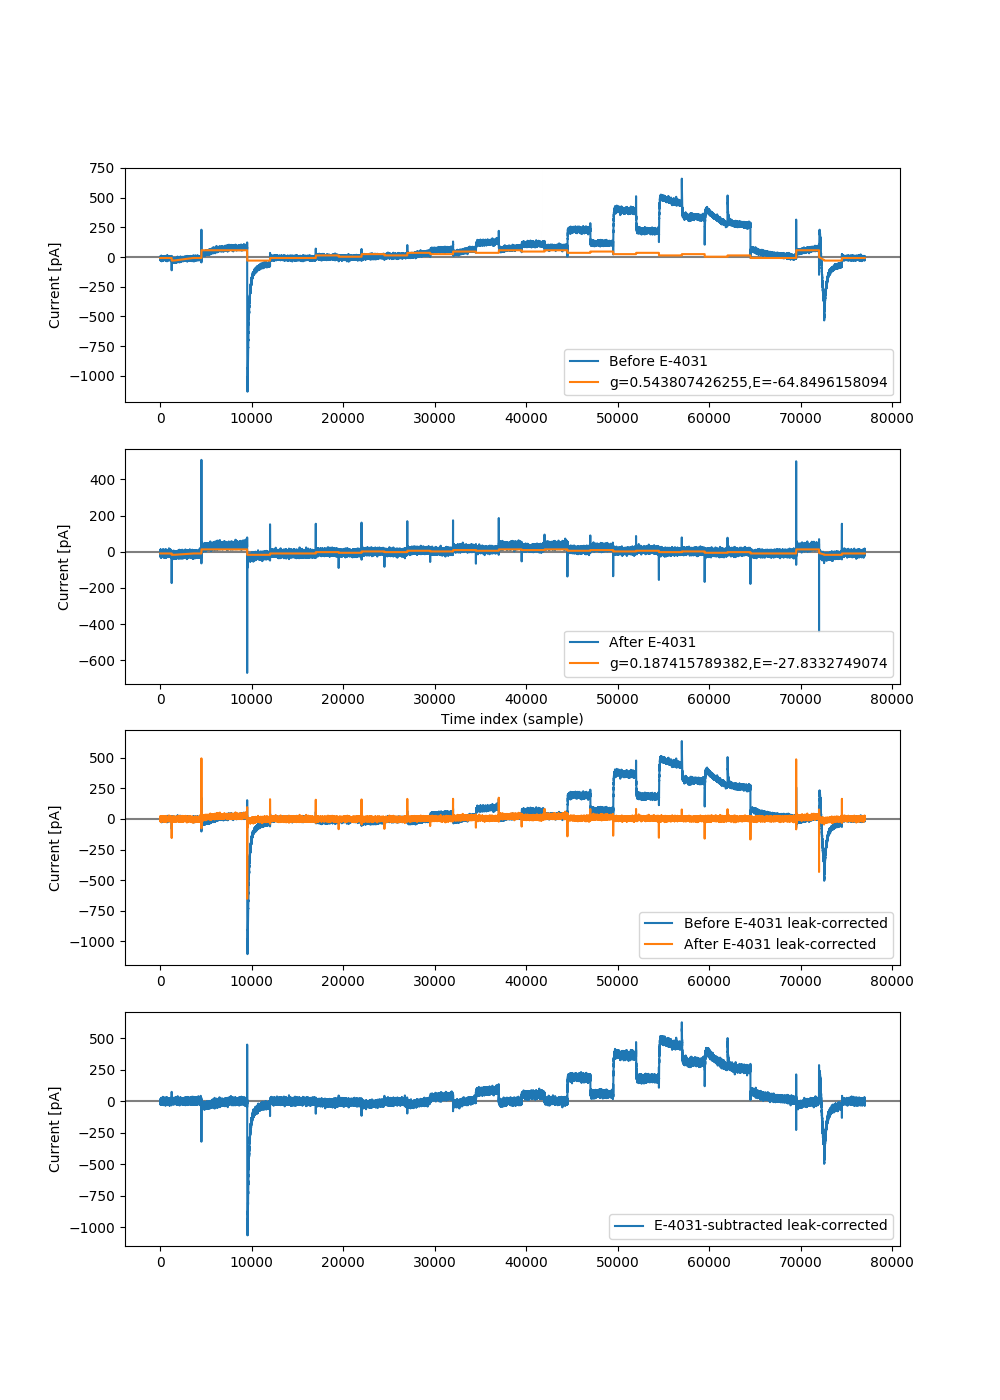 750
500
250
0
−250
−500
−750
−1000
Current [pA]
Before E-4031
g=0.543807426255,E=-64.8496158094
0 10000 20000 30000 40000 50000 60000 70000 80000
400
200
0
−200
−400
−600
Current [pA]
After E-4031
g=0.187415789382,E=-27.8332749074
0 10000 20000 30000 40000 50000 60000 70000 80000
Time index (sample)
500
250
0
−250
−500
−750
−1000
Current [pA]
Before E-4031 leak-corrected
After E-4031 leak-corrected
0 10000 20000 30000 40000 50000 60000 70000 80000
500
250
0
−250
−500
−750
−1000
Current [pA]
E-4031-subtracted leak-corrected
0 10000 20000 30000 40000 50000 60000 70000 80000